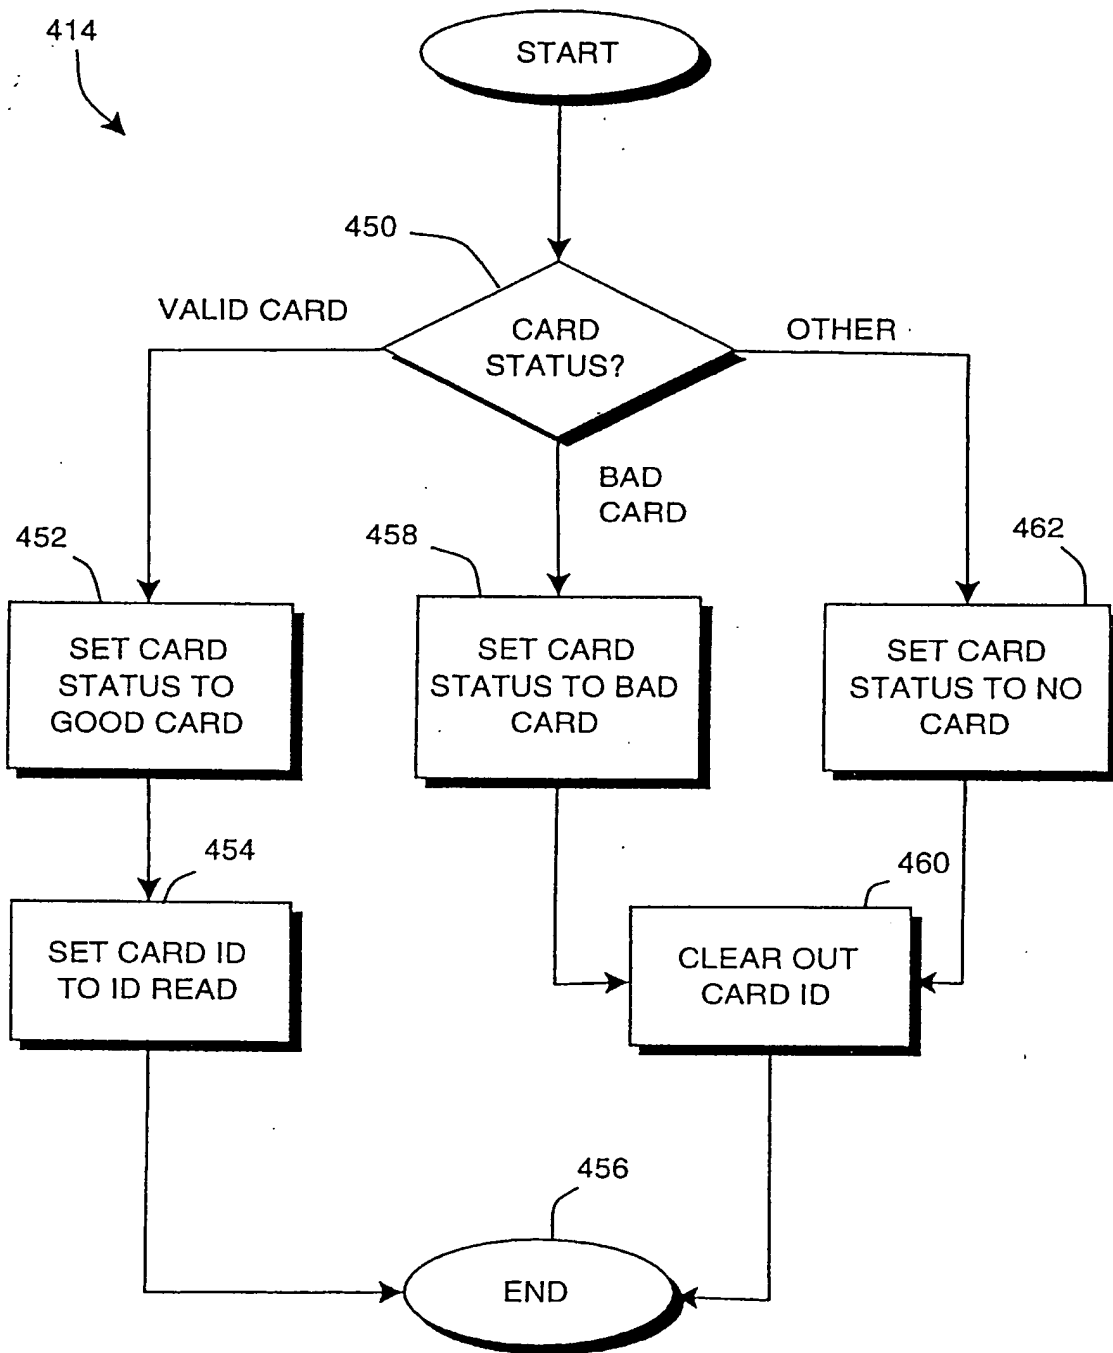 414
START
450
VALID CARD
CARD
STATUS?
OTHER
BAD
CARD
452
458
462
SET CARD
STATUS TO
GOOD CARD
SET CARD
STATUS TO BAD
CARD
SET CARD
STATUS TO NO
CARD
454
460
SET CARD ID
TO ID READ
CLEAR OUT
CARD ID
456
END